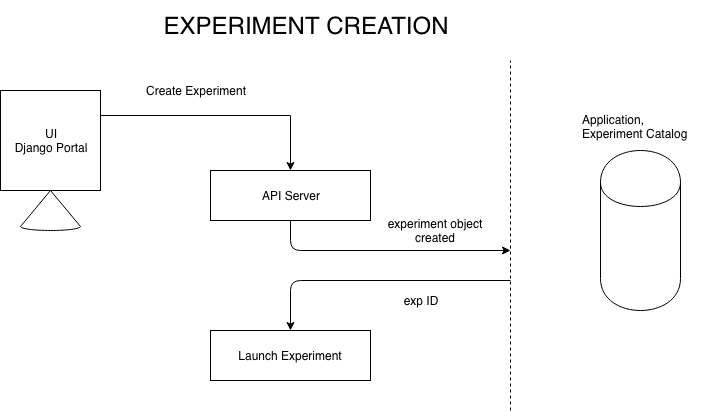 EXPERIMENT CREATION
Create Experiment
UI
Django Portal
Application,
Experiment Catalog
API Server
experiment object
created
exp ID
Launch Experiment